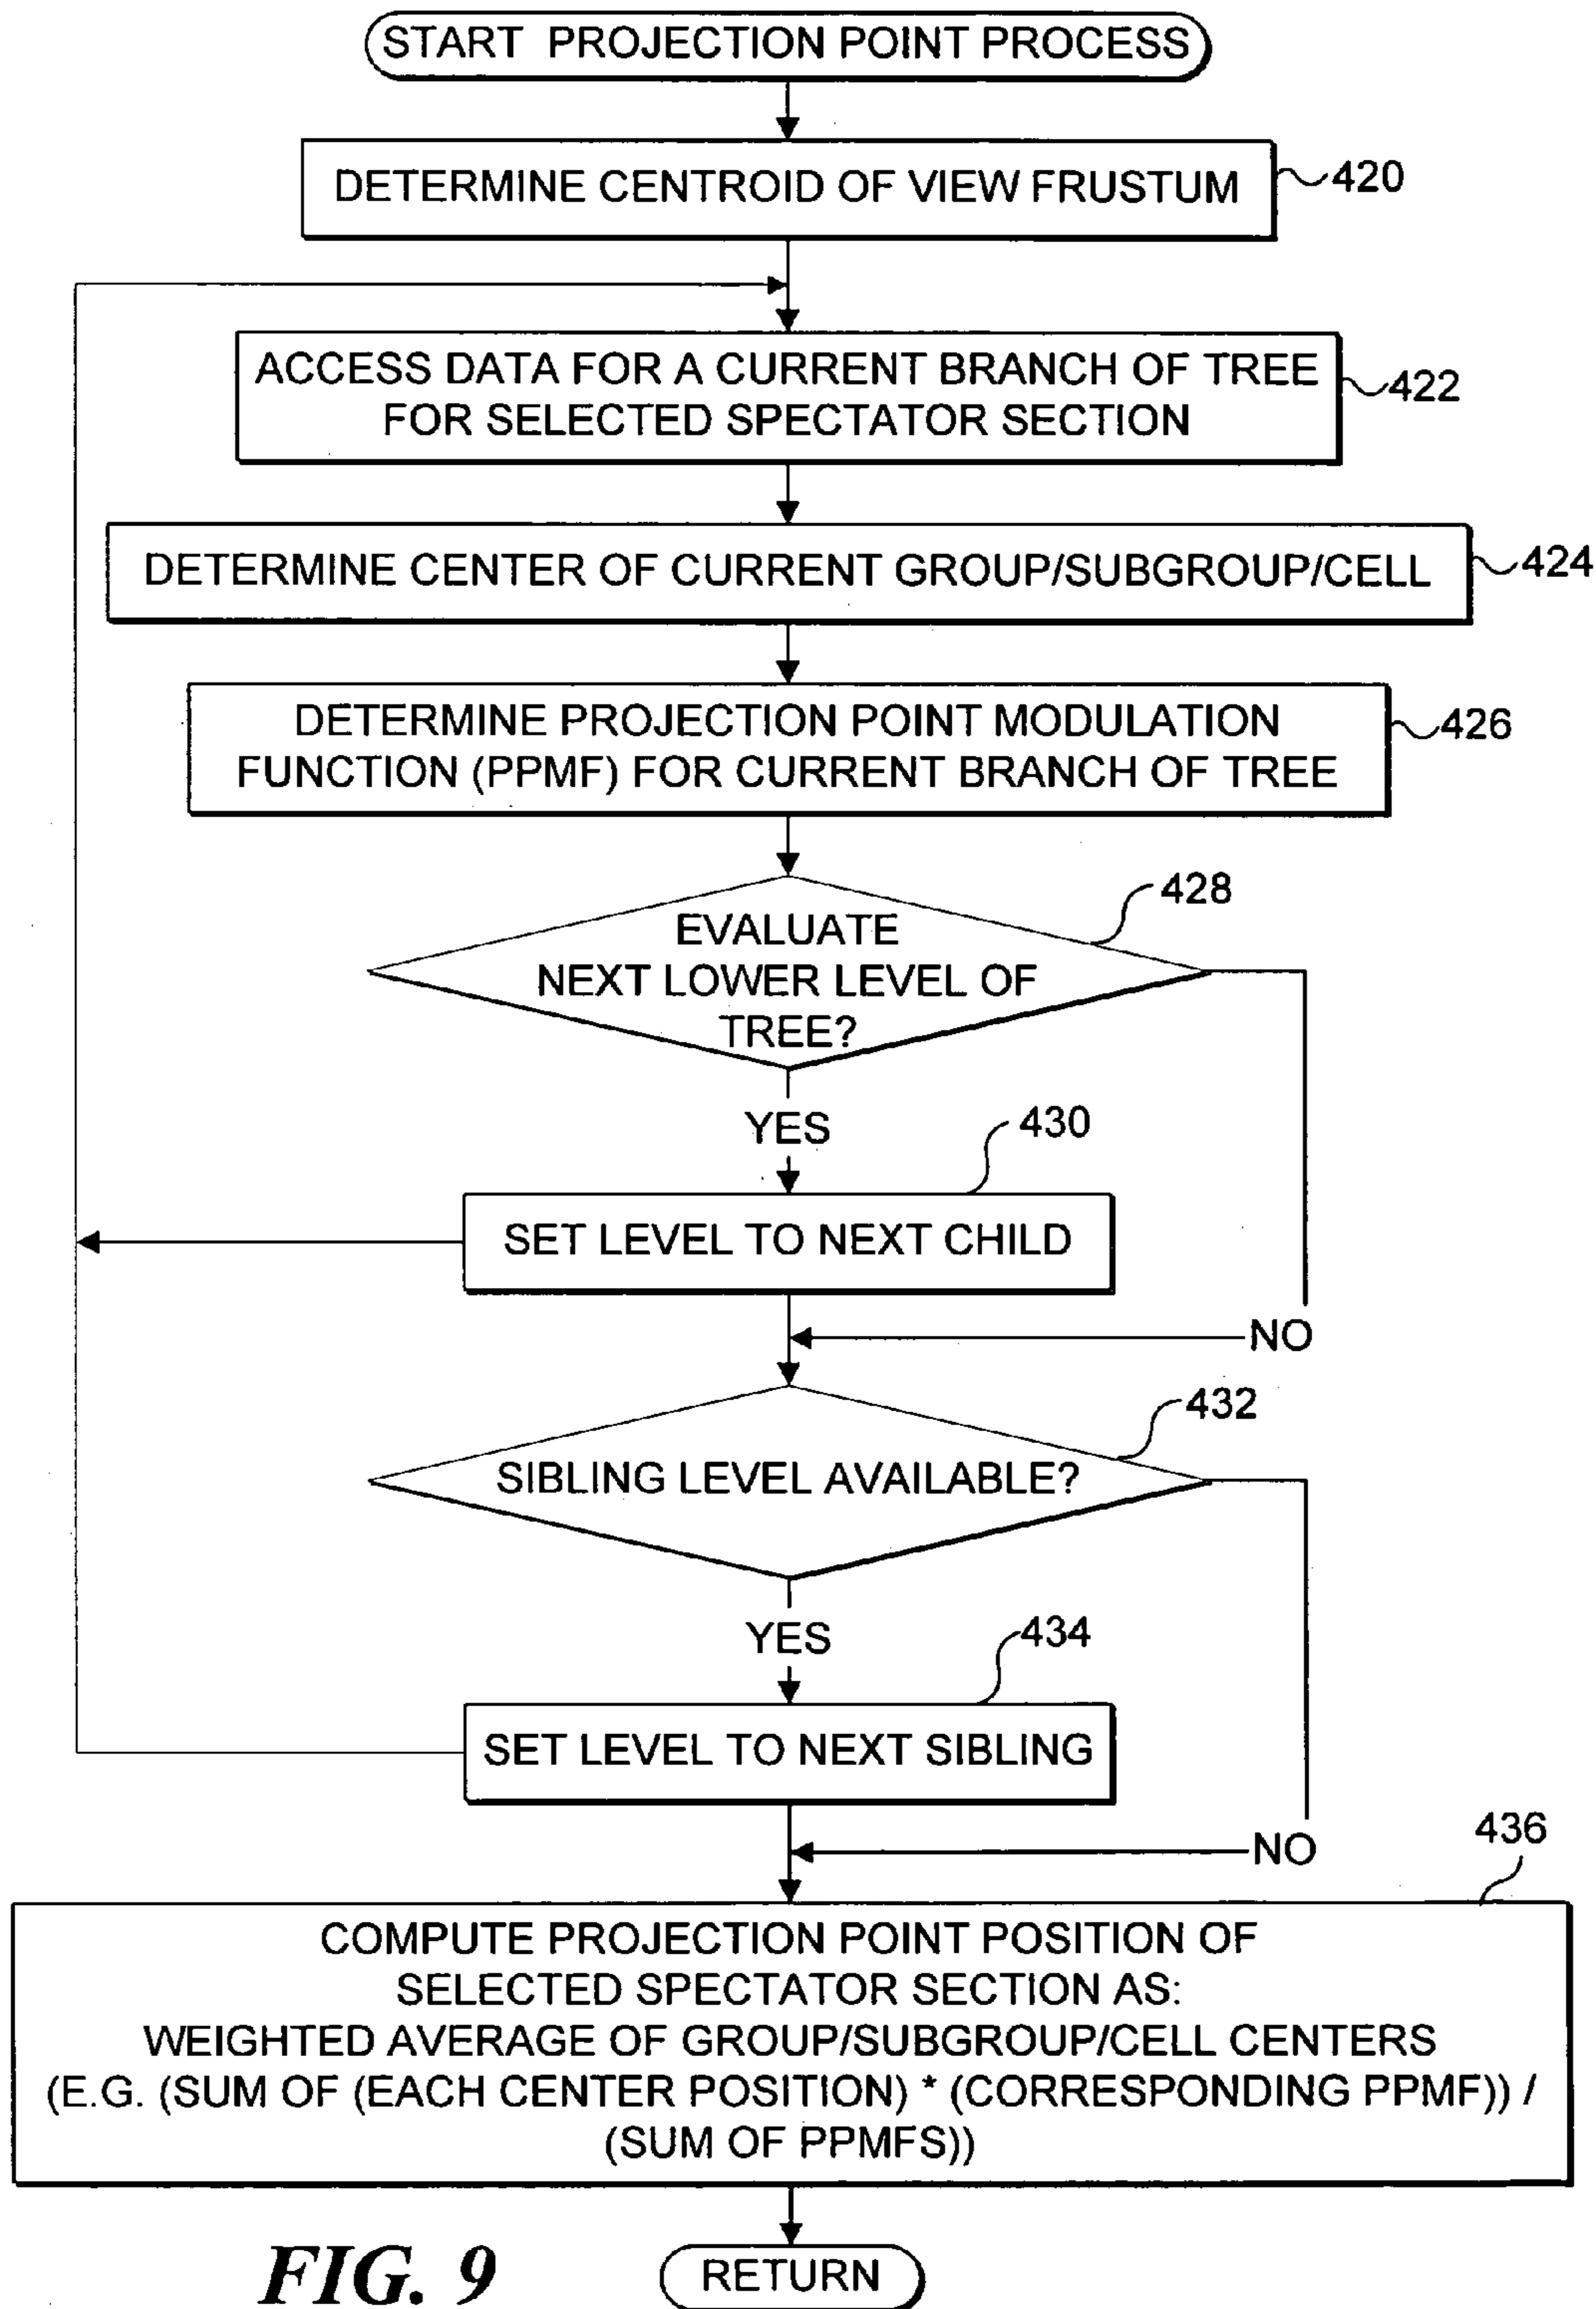 START PROJECTION POINT PROCESS
DETERMINE CENTROID OF VIEW FRUSTUM
420
ACCESS DATA FOR A CURRENT BRANCH OF TREE
FOR SELECTED SPECTATOR SECTION
422
DETERMINE CENTER OF CURRENT GROUP/SUBGROUP/CELL
424
DETERMINE PROJECTION POINT MODULATION
FUNCTION (PPMF) FOR CURRENT BRANCH OF TREE
426
428
EVALUATE
NEXT LOWER LEVEL OF
TREE?
YES
430
SET LEVEL TO NEXT CHILD
NO
432
SIBLING LEVEL AVAILABLE?
YES
434
SET LEVEL TO NEXT SIBLING
NO
436
COMPUTE PROJECTION POINT POSITION OF
SELECTED SPECTATOR SECTION AS:
WEIGHTED AVERAGE OF GROUP/SUBGROUP/CELL CENTERS
(E.G. (SUM OF (EACH CENTER POSITION) * (CORRESPONDING PPMF)) /
(SUM OF PPMFS))
FIG. 9
RETURN